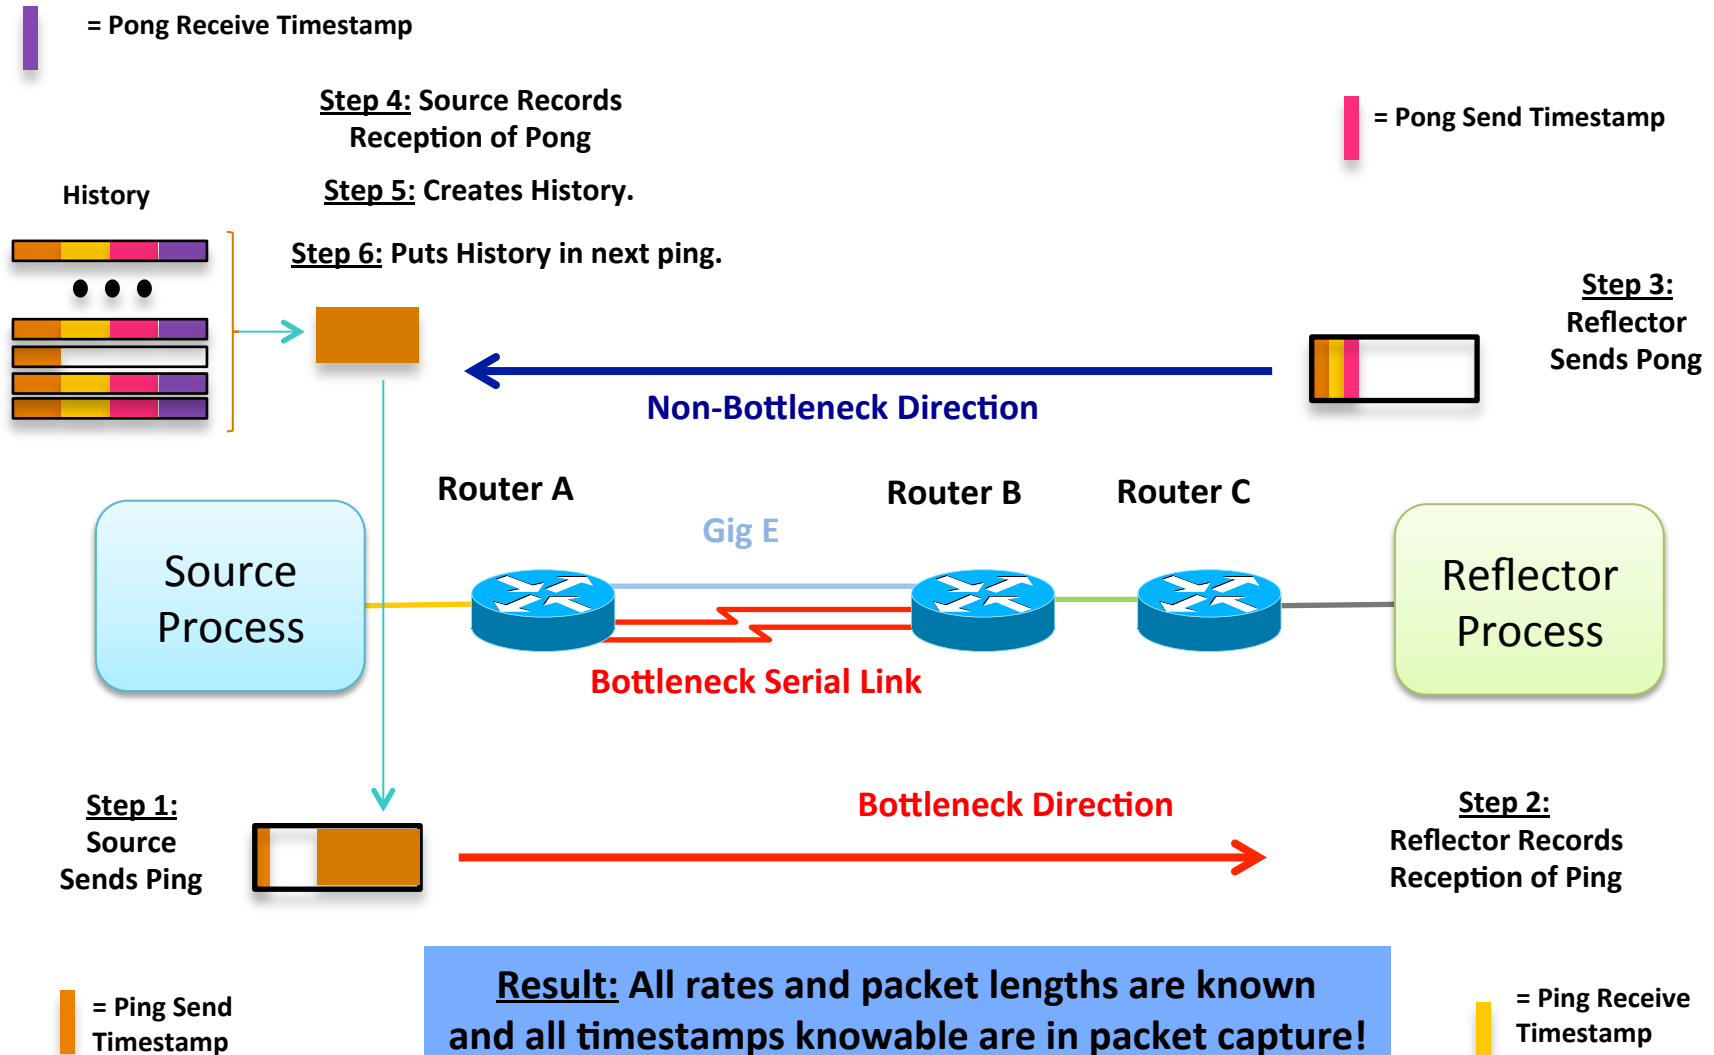 = Pong Receive Timestamp
Step 4: Source Records
Reception of Pong
= Pong Send Timestamp
History
Step 5: Creates History.
Step 6: Puts History in next ping.
Step 3:
Reflector
Sends Pong
Non-Bottleneck Direction
Router A
Router B
Router C
Gig E
Source
Process
Reflector
Process
Bottleneck Serial Link
Step 1:
Source
Sends Ping
Bottleneck Direction
Step 2:
Reflector Records
Reception of Ping
= Ping Send
Timestamp
Result: All rates and packet lengths are known
and all timestamps knowable are in packet capture!
= Ping Receive
Timestamp